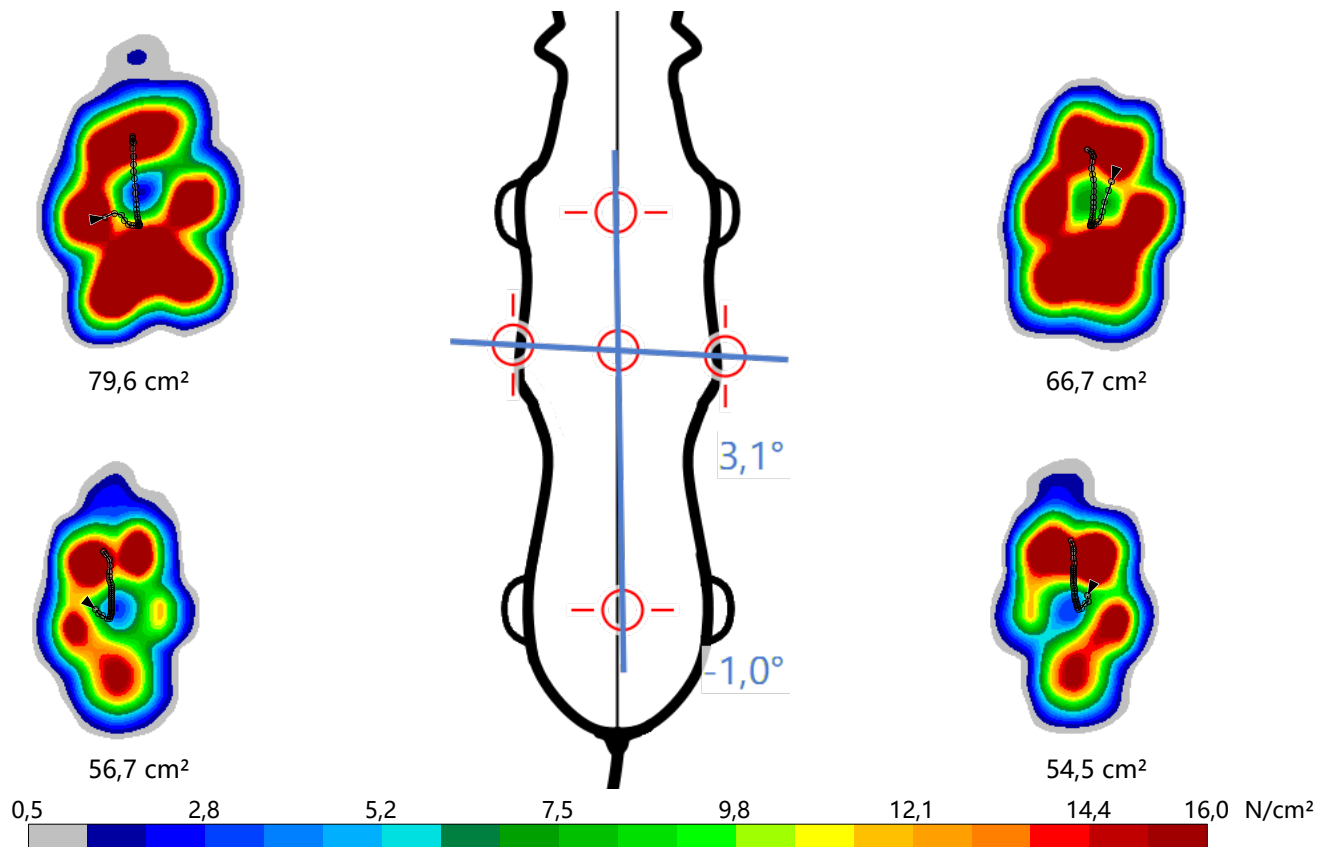 79,6 cm²
66,7 cm²
3,1°
-1,0°
56,7 cm²
54,5 cm²
0,5 2,8 5,2 7,5 9,8 12,1 14,4 16,0 N/cm²